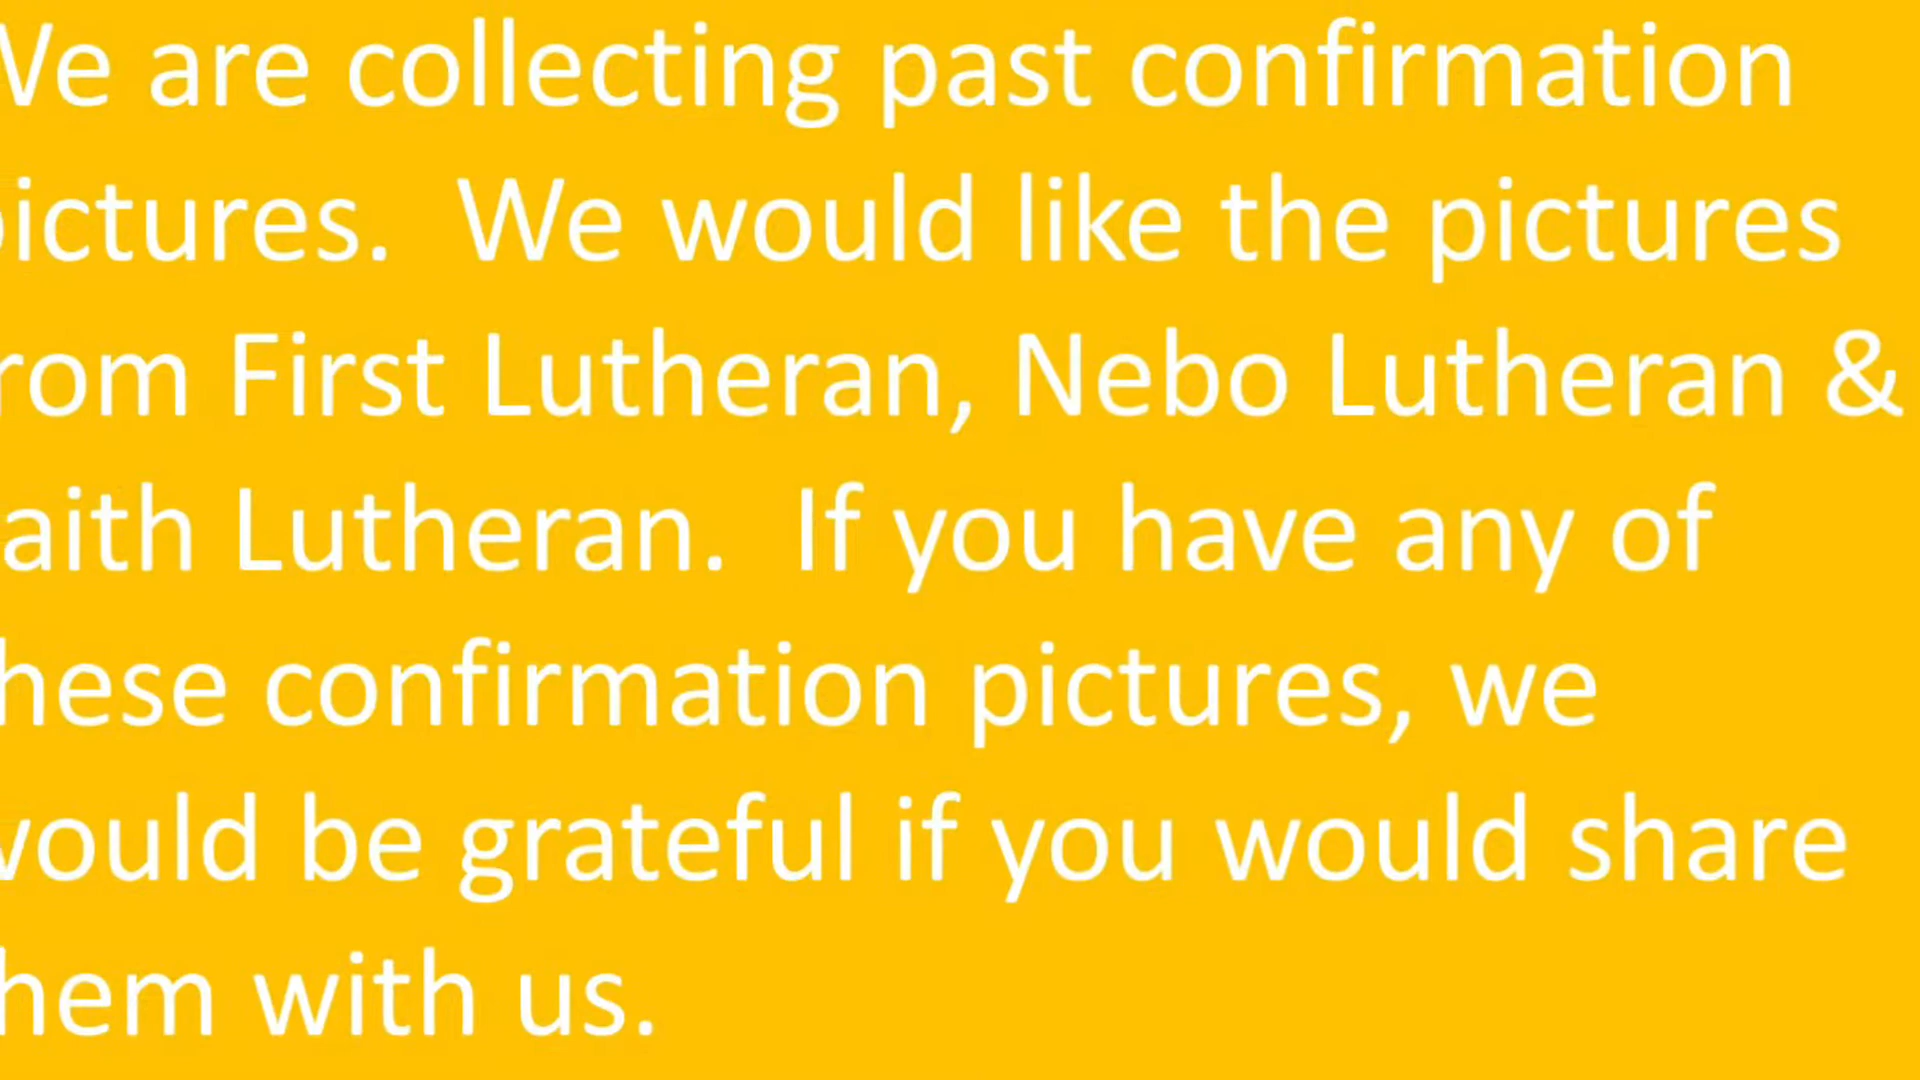 We are collecting past confirmation
pictures. We would like the pictures
from First Lutheran, Nebo Lutheran &
Faith Lutheran. If you have any of
these confirmation pictures, we
would be grateful if you would share
them with us.